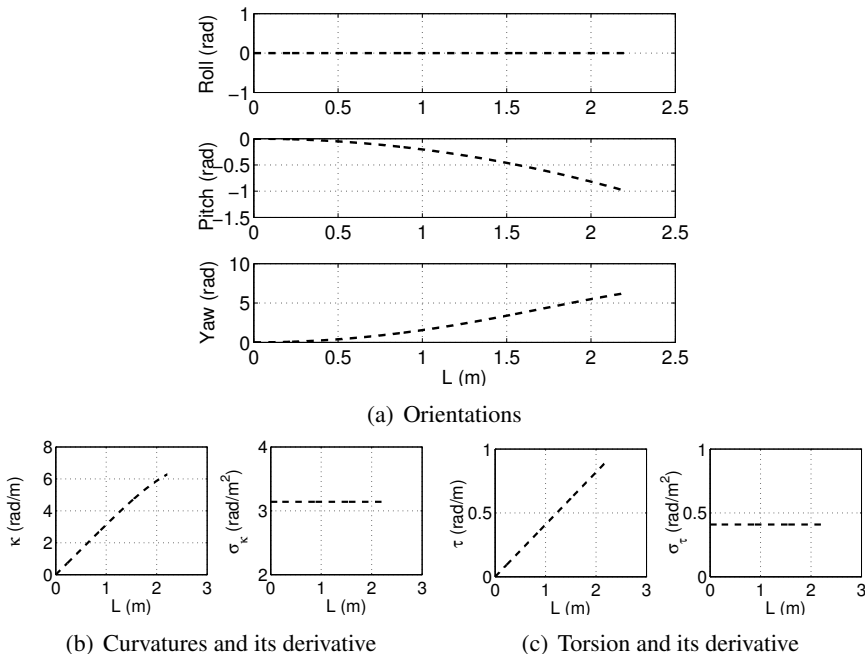 1
0
−1
Roll (rad)
0 0.5 1 1.5 2 2.5
0
−0.5
−1
−1.5
Pitch (rad)
0 0.5 1 1.5 2 2.5
10
5
0
Yaw (rad)
0 0.5 1 1.5 2 2.5
L (m)
(a) Orientations
8
6
4
2
0
κ (rad/m)
0 1 2 3
L (m)
4
3
2
σκ (rad/m²)
0 1 2 3
L (m)
(b) Curvatures and its derivative
1
0.5
0
τ (rad/m)
0 1 2 3
L (m)
1
0.5
0
στ (rad/m²)
0 1 2 3
L (m)
(c) Torsion and its derivative